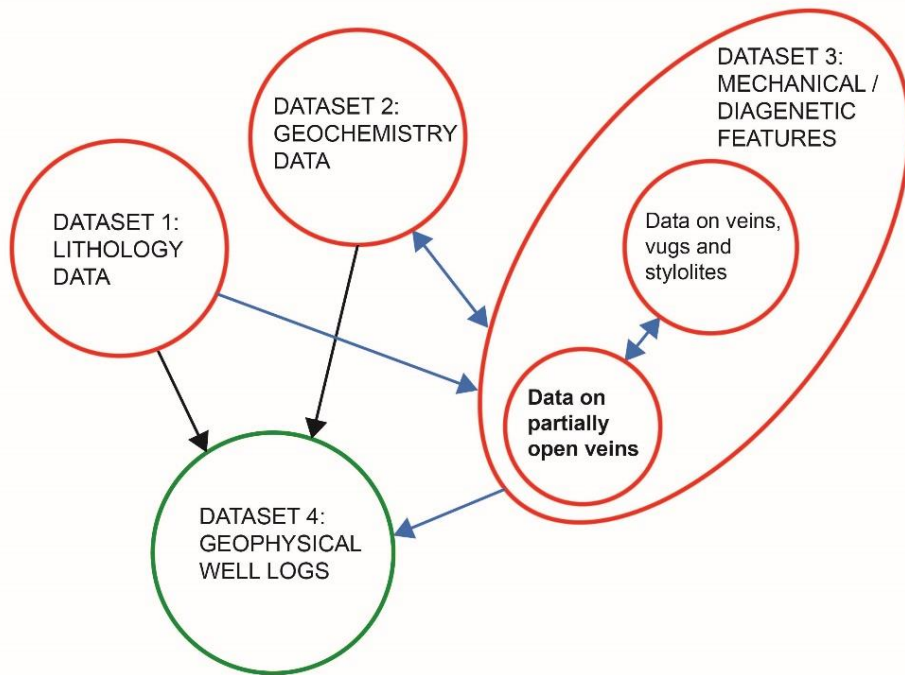 DATASET 3:
MECHANICAL /
DIAGENETIC
FEATURES
DATASET 2:
GEOCHEMISTRY
DATA
DATASET 1:
LITHOLOGY
DATA
Data on veins,
vugs and
stylolites
Data on
partially
open veins
DATASET 4:
GEOPHYSICAL
WELL LOGS